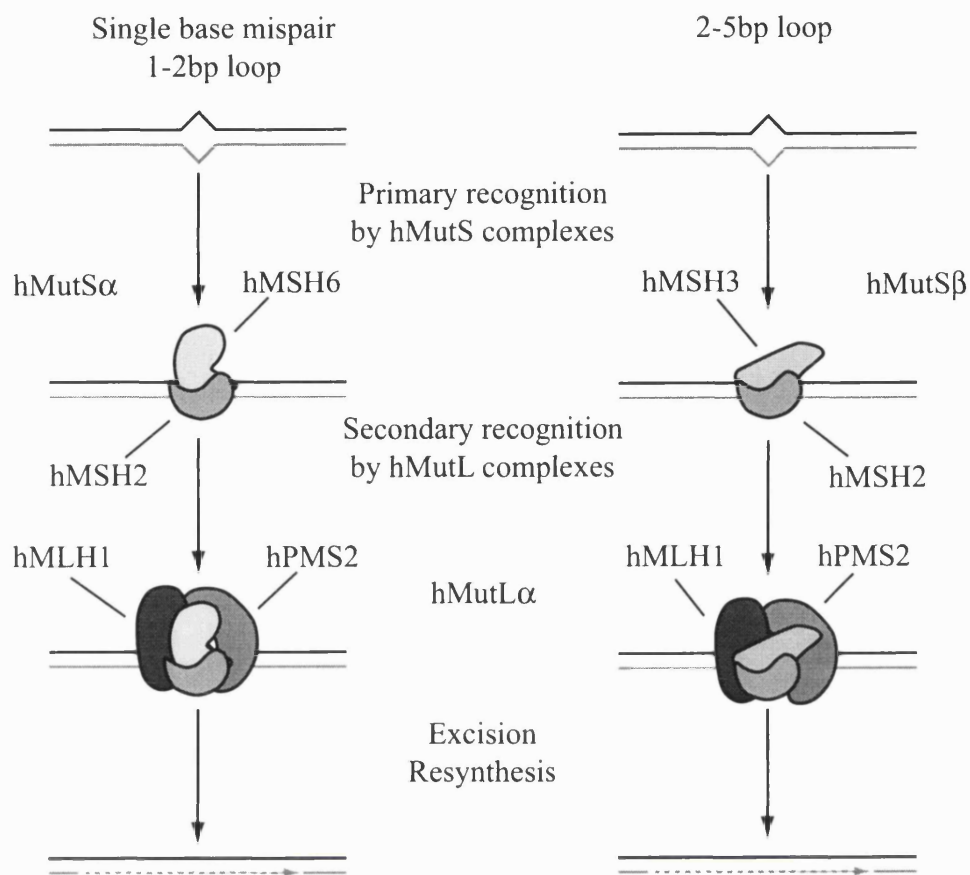 Single base mispair
1-2bp loop
2-5bp loop
Primary recognition
by hMutS complexes
hMutSα
hMSH6
hMSH3
hMutSβ
Secondary recognition
by hMutL complexes
hMSH2
hMSH2
hMLH1
hPMS2
hMutLα
hMLH1
hPMS2
Excision
Resynthesis